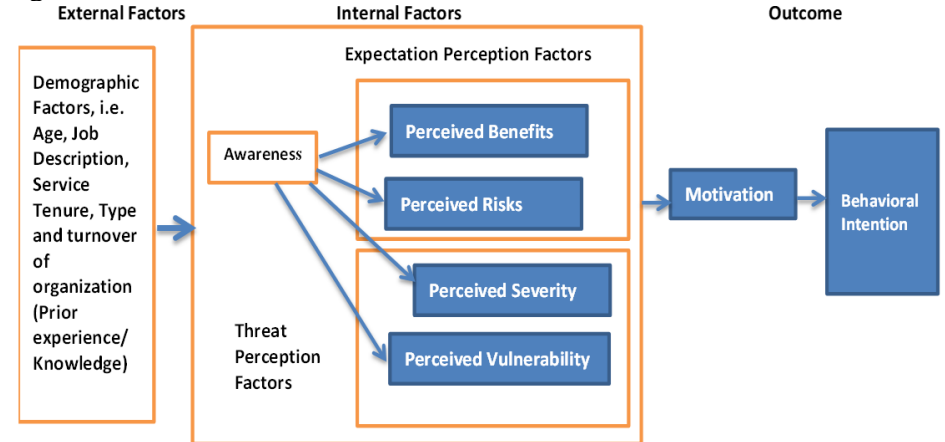 External Factors
Internal Factors
Outcome
Demographic
Factors, i.e.
Age, Job
Description,
Service
Tenure, Type
and turnover
of
organization
(Prior
experience/
Knowledge)
Expectation Perception Factors
Awareness
Perceived Benefits
Perceived Risks
Perceived Severity
Perceived Vulnerability
Threat
Perception
Factors
Motivation
Behavioral
Intention